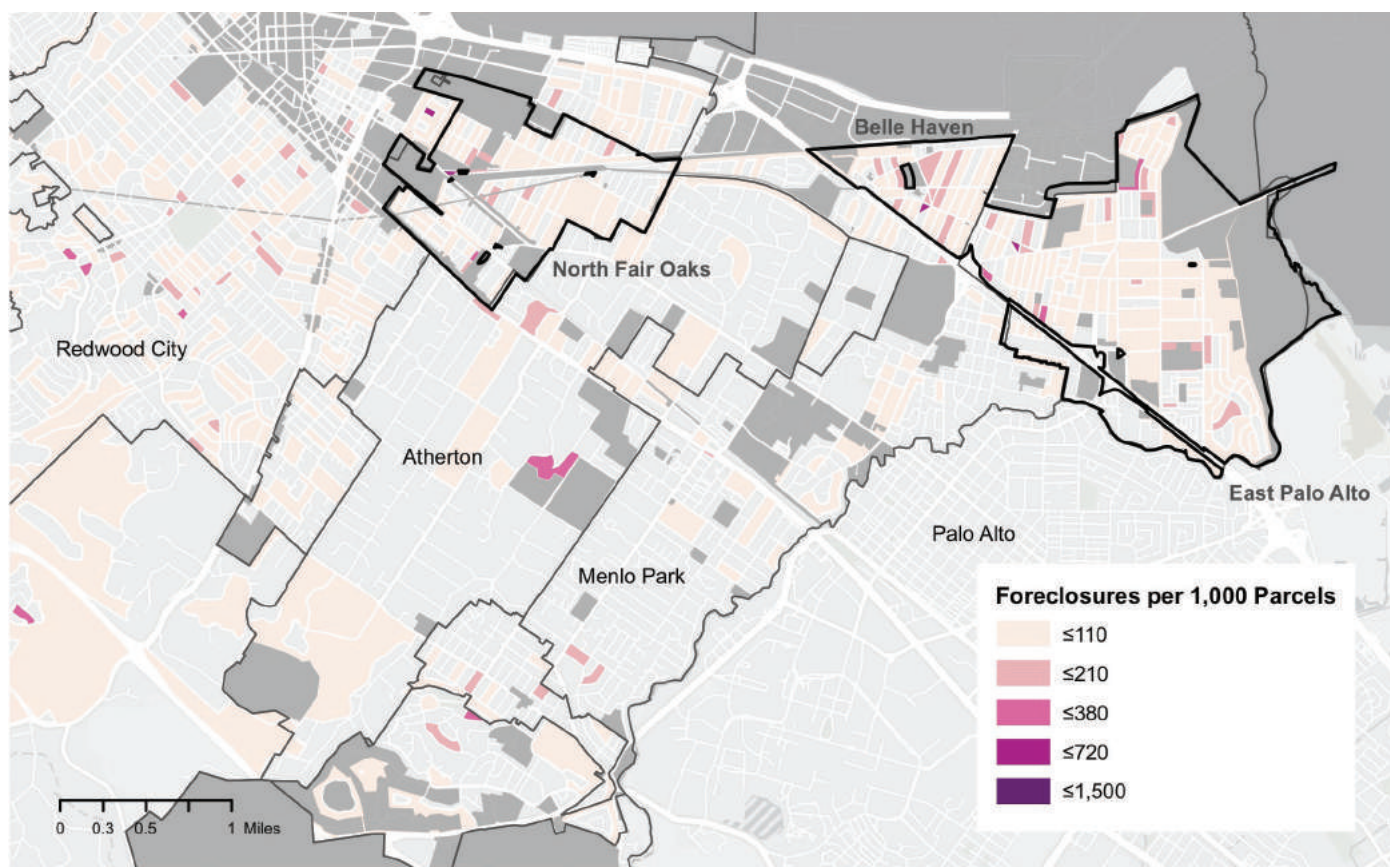 Belle Haven
North Fair Oaks
Redwood City
Atherton
East Palo Alto
Palo Alto
Menlo Park
Foreclosures per 1,000 Parcels
≤110
≤210
≤380
≤720
≤1,500
0 0.3 0.5 1 Miles